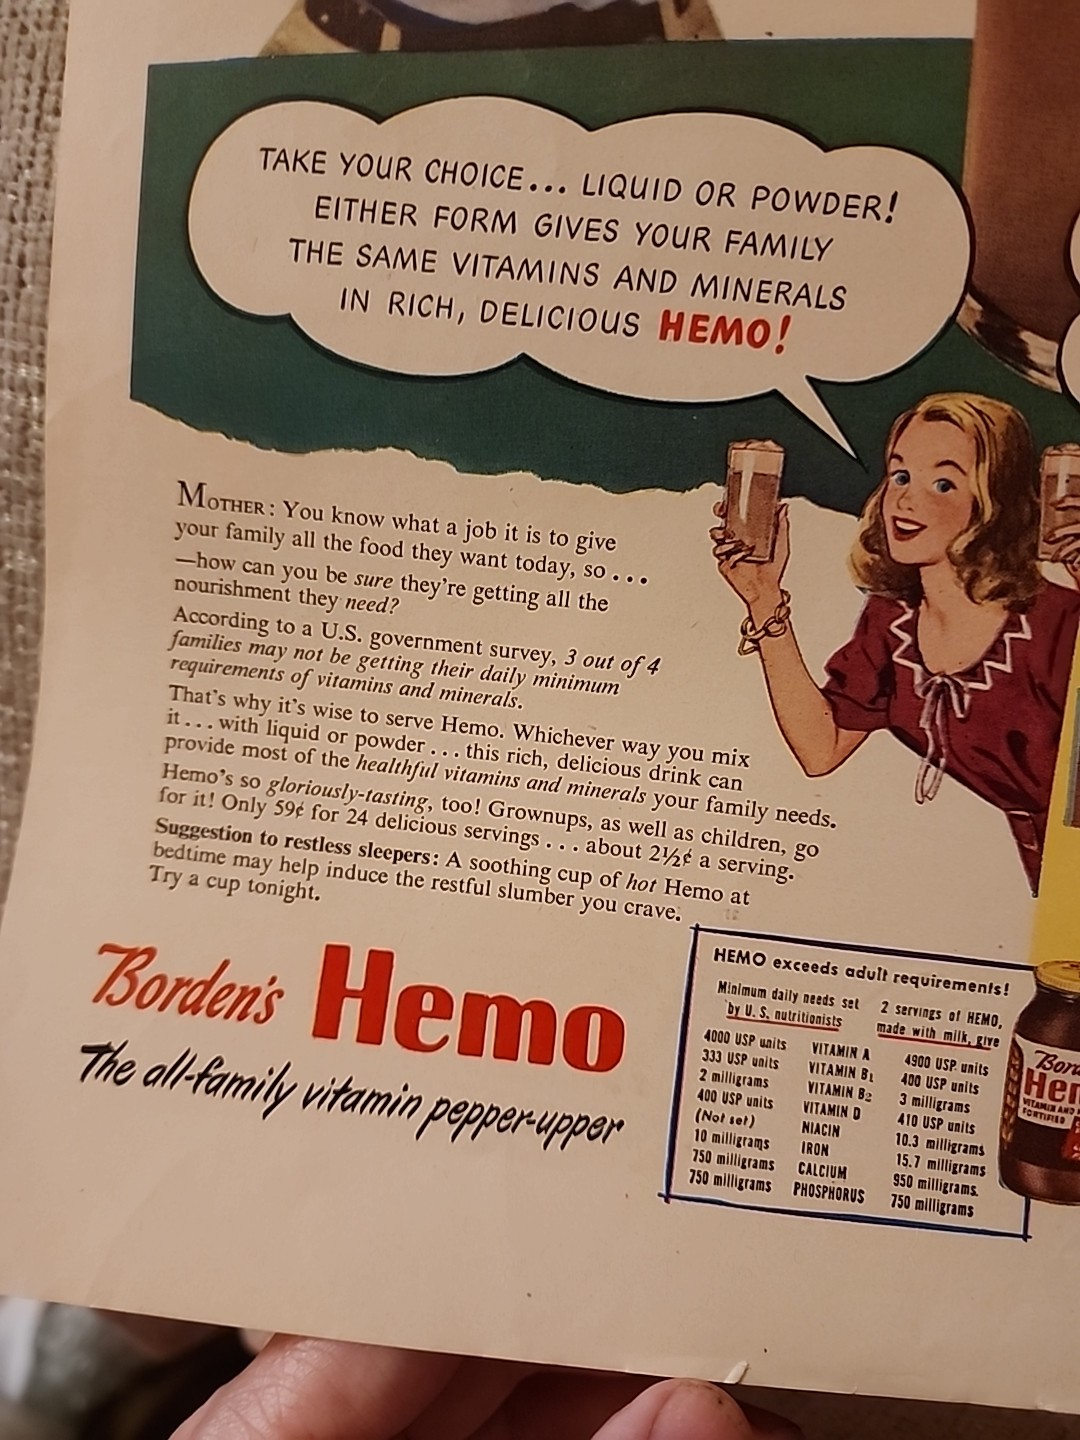 TAKE YOUR CHOICE... LIQUID OR POWDER!
EITHER FORM GIVES YOUR FAMILY
THE SAME VITAMINS AND MINERALS
IN RICH, DELICIOUS HEMO!
MOTHER: You know what a job it is to give
your family all the food they want today, so ...
—how can you be sure they're getting all the
nourishment they need?
According to a U.S. government survey, 3 out of 4
families may not be getting their daily minimum
requirements of vitamins and minerals.
That's why it's wise to serve Hemo. Whichever way you mix
it ... with liquid or powder ... this rich, delicious drink can
provide most of the healthful vitamins and minerals your family needs.
Hemo's so gloriously-tasting, too! Grownups, as well as children, go
for it! Only 59¢ for 24 delicious servings ... about 2½¢ a serving.
Suggestion to restless sleepers: A soothing cup of hot Hemo at
bedtime may help induce the restful slumber you crave.
Try a cup tonight.
Borden's Hemo
The all-family vitamin pepper-upper
HEMO exceeds adult requirements!
Minimum daily needs set 2 servings of HEMO,
by U. S. nutritionists made with milk, give
4000 USP units VITAMIN A 4900 USP units
333 USP units VITAMIN B1 400 USP units
2 milligrams VITAMIN B2 3 milligrams
400 USP units VITAMIN D 410 USP units
(Not set) NIACIN 10.3 milligrams
10 milligrams IRON 15.7 milligrams
750 milligrams CALCIUM 950 milligrams.
750 milligrams PHOSPHORUS 750 milligrams
Bor
Hem
VITAMIN AND
FORTIFIED